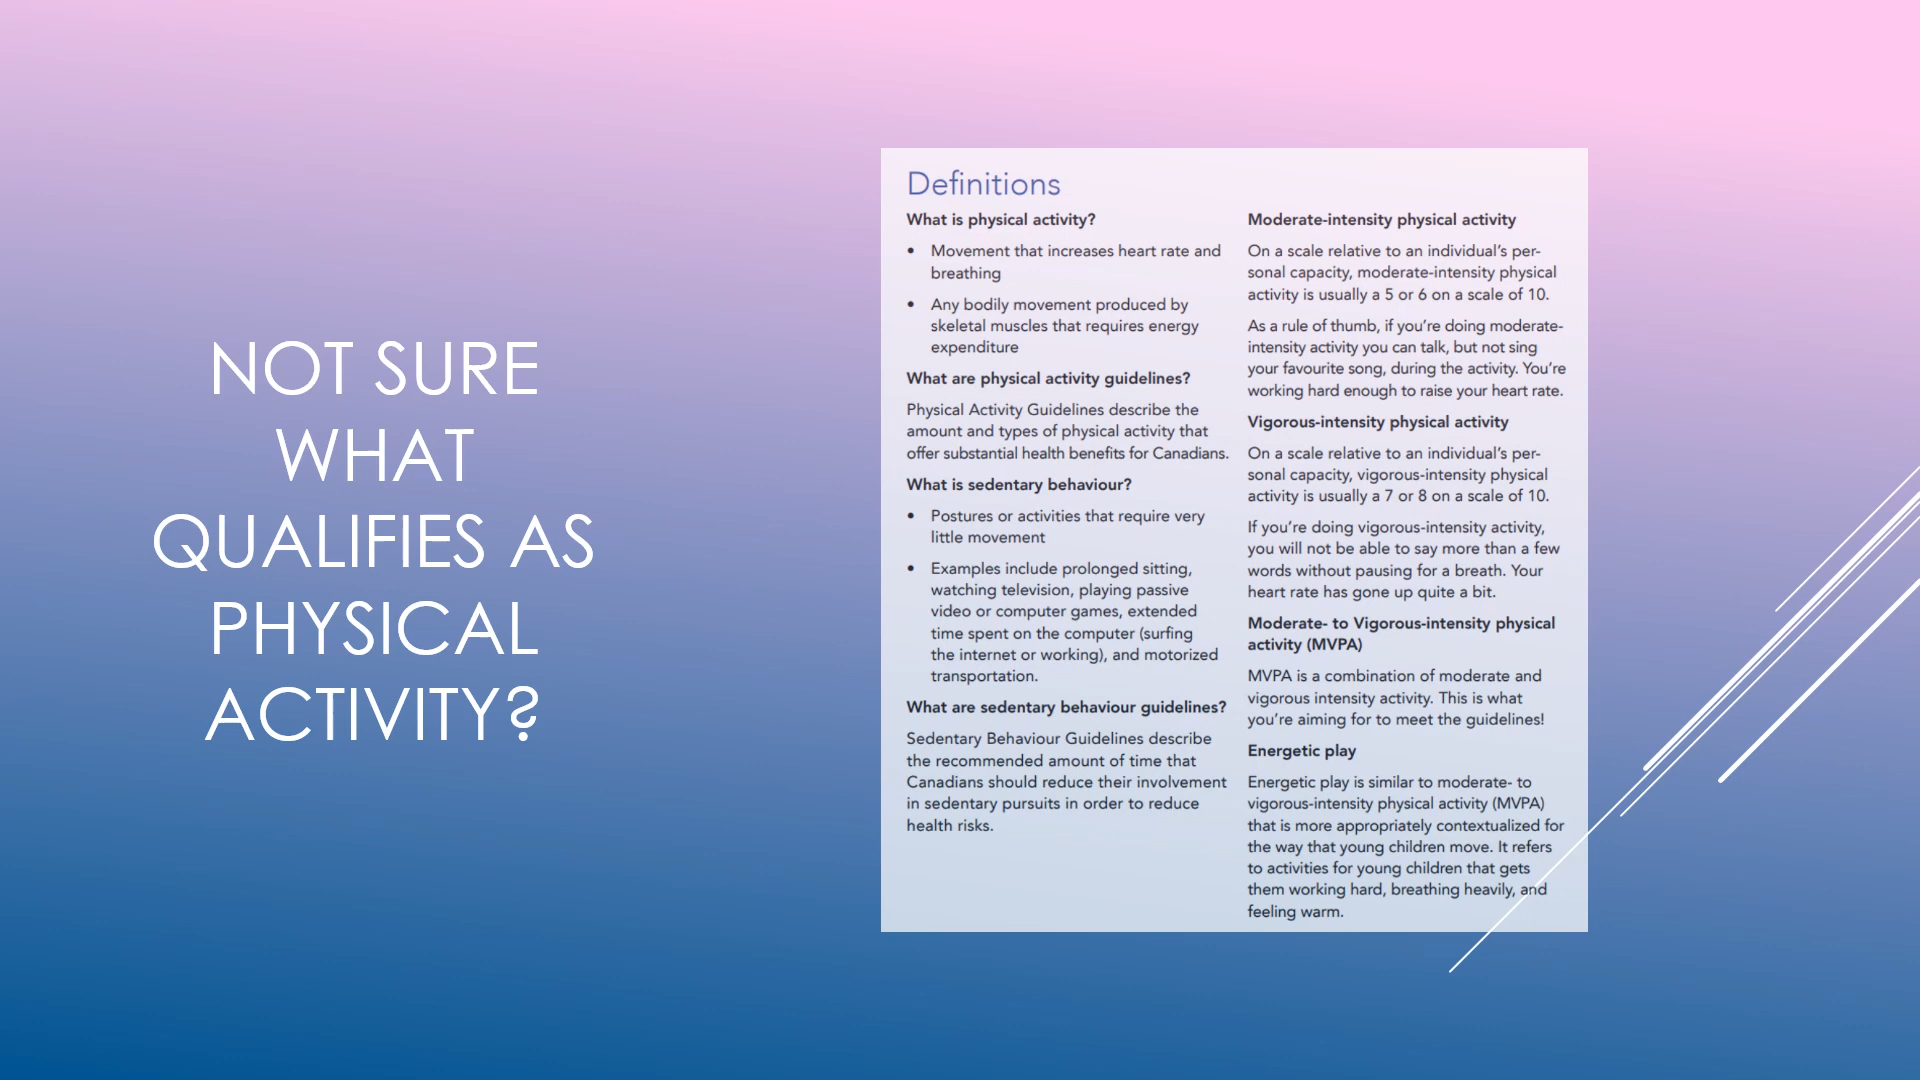 NOT SURE
WHAT
QUALIFIES AS
PHYSICAL
ACTIVITY?
Definitions
What is physical activity?
• Movement that increases heart rate and
breathing
• Any bodily movement produced by
skeletal muscles that requires energy
expenditure
What are physical activity guidelines?
Physical Activity Guidelines describe the
amount and types of physical activity that
offer substantial health benefits for Canadians.
What is sedentary behaviour?
• Postures or activities that require very
little movement
• Examples include prolonged sitting,
watching television, playing passive
video or computer games, extended
time spent on the computer (surfing
the internet or working), and motorized
transportation.
What are sedentary behaviour guidelines?
Sedentary Behaviour Guidelines describe
the recommended amount of time that
Canadians should reduce their involvement
in sedentary pursuits in order to reduce
health risks.
Moderate-intensity physical activity
On a scale relative to an individual's per-
sonal capacity, moderate-intensity physical
activity is usually a 5 or 6 on a scale of 10.
As a rule of thumb, if you're doing moderate-
intensity activity you can talk, but not sing
your favourite song, during the activity. You're
working hard enough to raise your heart rate.
Vigorous-intensity physical activity
On a scale relative to an individual's per-
sonal capacity, vigorous-intensity physical
activity is usually a 7 or 8 on a scale of 10.
If you're doing vigorous-intensity activity,
you will not be able to say more than a few
words without pausing for a breath. Your
heart rate has gone up quite a bit.
Moderate- to Vigorous-intensity physical
activity (MVPA)
MVPA is a combination of moderate and
vigorous intensity activity. This is what
you're aiming for to meet the guidelines!
Energetic play
Energetic play is similar to moderate- to
vigorous-intensity physical activity (MVPA)
that is more appropriately contextualized for
the way that young children move. It refers
to activities for young children that gets
them working hard, breathing heavily, and
feeling warm.